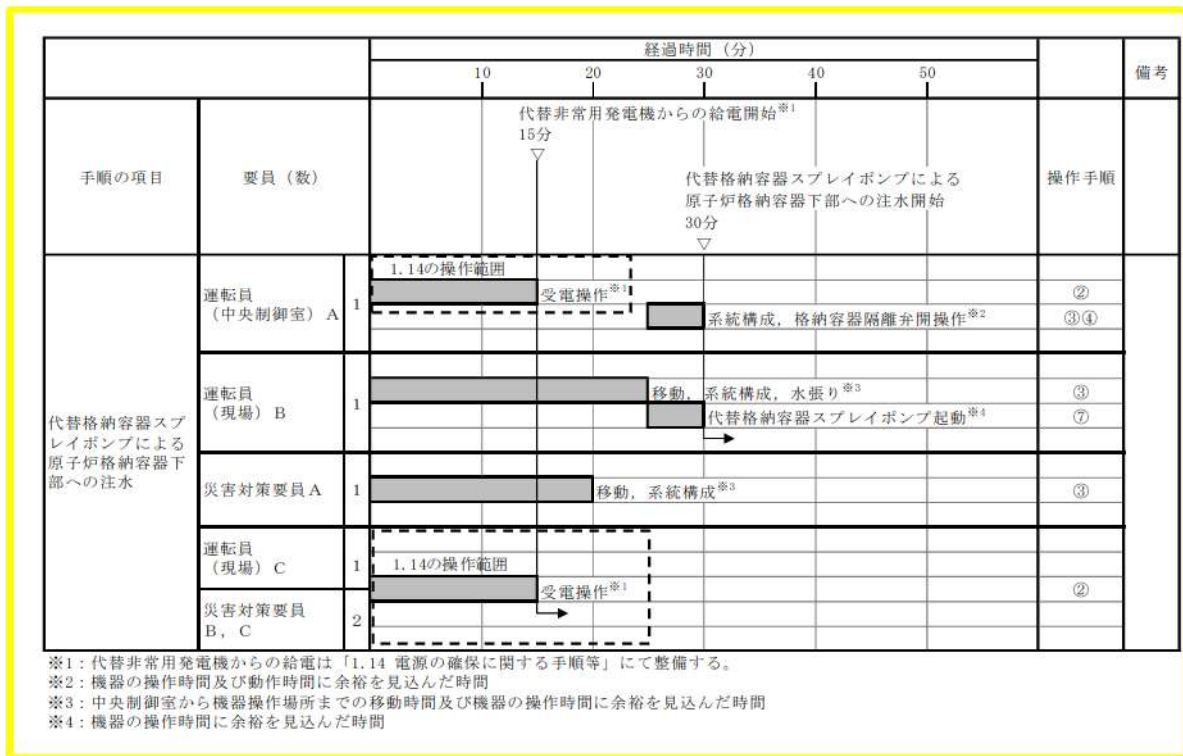 経過時間（分）
10 20 30 40 50
備考
手順の項目
要員（数）
代替非常用発電機からの給電開始※1
15分
▽
代替格納容器スプレイポンプによる
原子炉格納容器下部への注水開始
30分
▽
操作手順
代替格納容器スプ
レイポンプによる
原子炉格納容器下
部への注水
運転員
（中央制御室）A
1
1.14の操作範囲
受電操作※1
②
系統構成，格納容器隔離弁開操作※2
③④
運転員
（現場）B
1
移動，系統構成，水張り※3
③
代替格納容器スプレイポンプ起動※4
⑦
災害対策要員A
1
移動，系統構成※3
③
運転員
（現場）C
1
1.14の操作範囲
受電操作※1
②
災害対策要員
B，C
2
※1：代替非常用発電機からの給電は「1.14 電源の確保に関する手順等」にて整備する。
※2：機器の操作時間及び動作時間に余裕を見込んだ時間
※3：中央制御室から機器操作場所までの移動時間及び機器の操作時間に余裕を見込んだ時間
※4：機器の操作時間に余裕を見込んだ時間